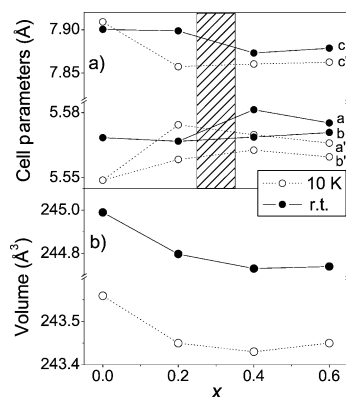 7.90
c
c'
7.85
a)
Cell parameters (Å)
5.58
a
b
a'
b'
5.55
10 K
r.t.
245.0
b)
244.8
Volume (Å³)
243.5
243.4
0.0 0.2 0.4 0.6
x